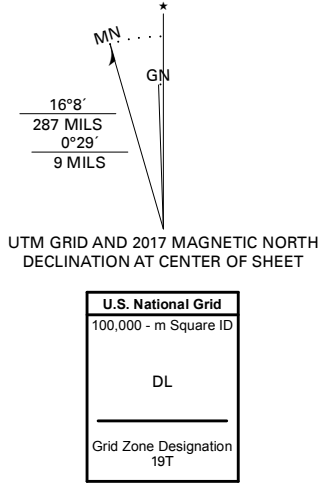 ★
MN
GN
16°8´
287 MILS
0°29´
9 MILS
UTM GRID AND 2017 MAGNETIC NORTH
DECLINATION AT CENTER OF SHEET
U.S. National Grid
100,000 - m Square ID
DL
Grid Zone Designation
19T